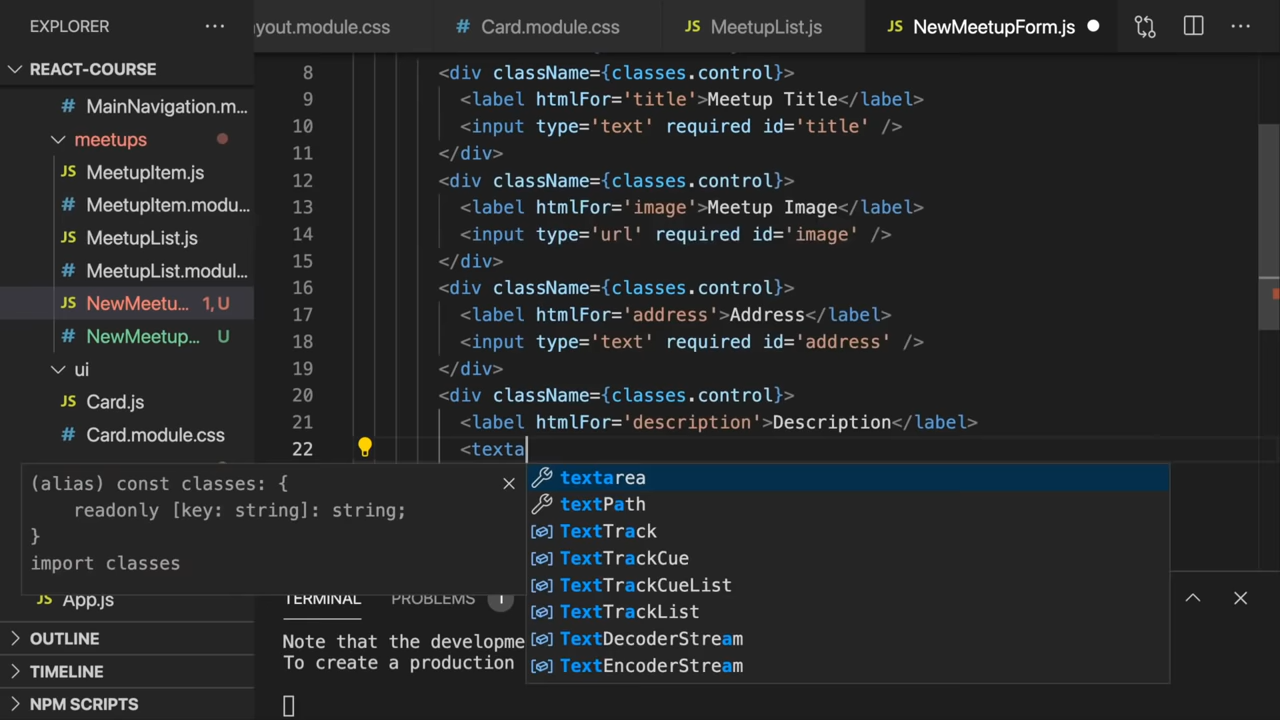 EXPLORER ···
ayout.module.css
# Card.module.css
JS MeetupList.js
JS NewMeetupForm.js
···
REACT-COURSE
# MainNavigation.m...
meetups
JS MeetupItem.js
# MeetupItem.modu...
JS MeetupList.js
# MeetupList.modul...
JS NewMeetu... 1, U
# NewMeetup... U
ui
JS Card.js
# Card.module.css
JS App.js
OUTLINE
TIMELINE
NPM SCRIPTS
8 <div className={classes.control}>
9 <label htmlFor='title'>Meetup Title</label>
10 <input type='text' required id='title' />
11 </div>
12 <div className={classes.control}>
13 <label htmlFor='image'>Meetup Image</label>
14 <input type='url' required id='image' />
15 </div>
16 <div className={classes.control}>
17 <label htmlFor='address'>Address</label>
18 <input type='text' required id='address' />
19 </div>
20 <div className={classes.control}>
21 <label htmlFor='description'>Description</label>
22 <texta
(alias) const classes: {
readonly [key: string]: string;
}
import classes
textarea
textPath
TextTrack
TextTrackCue
TextTrackCueList
TextTrackList
TextDecoderStream
TextEncoderStream
TERMINAL PROBLEMS 1
Note that the developme
To create a production